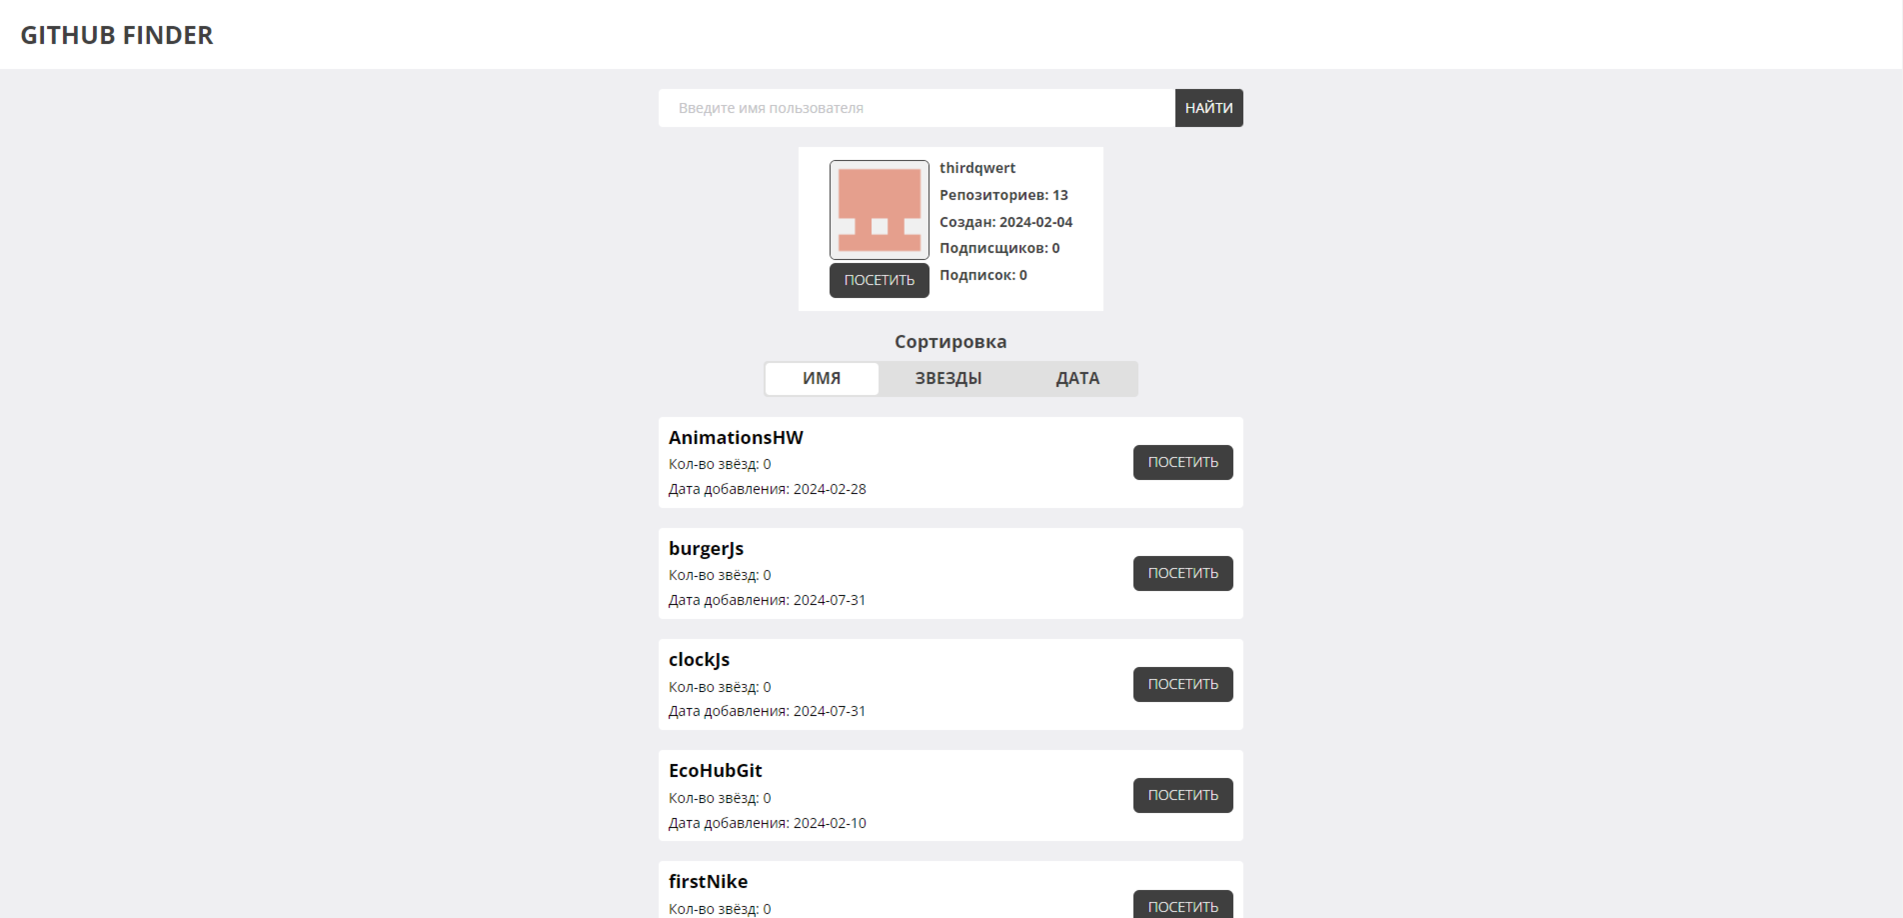 GITHUB FINDER
Введите имя пользователя
НАЙТИ
thirdqwert
Репозиториев: 13
Создан: 2024-02-04
Подписщиков: 0
Подписок: 0
ПОСЕТИТЬ
Сортировка
ИМЯ ЗВЕЗДЫ ДАТА
AnimationsHW
Кол-во звёзд: 0
Дата добавления: 2024-02-28
ПОСЕТИТЬ
burgerJs
Кол-во звёзд: 0
Дата добавления: 2024-07-31
ПОСЕТИТЬ
clockJs
Кол-во звёзд: 0
Дата добавления: 2024-07-31
ПОСЕТИТЬ
EcoHubGit
Кол-во звёзд: 0
Дата добавления: 2024-02-10
ПОСЕТИТЬ
firstNike
Кол-во звёзд: 0
ПОСЕТИТЬ